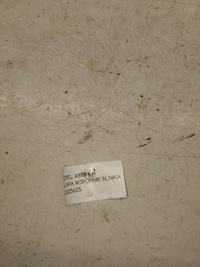 OPEL ASTRA H
ŁAPA WSPORNIK SILNIKA